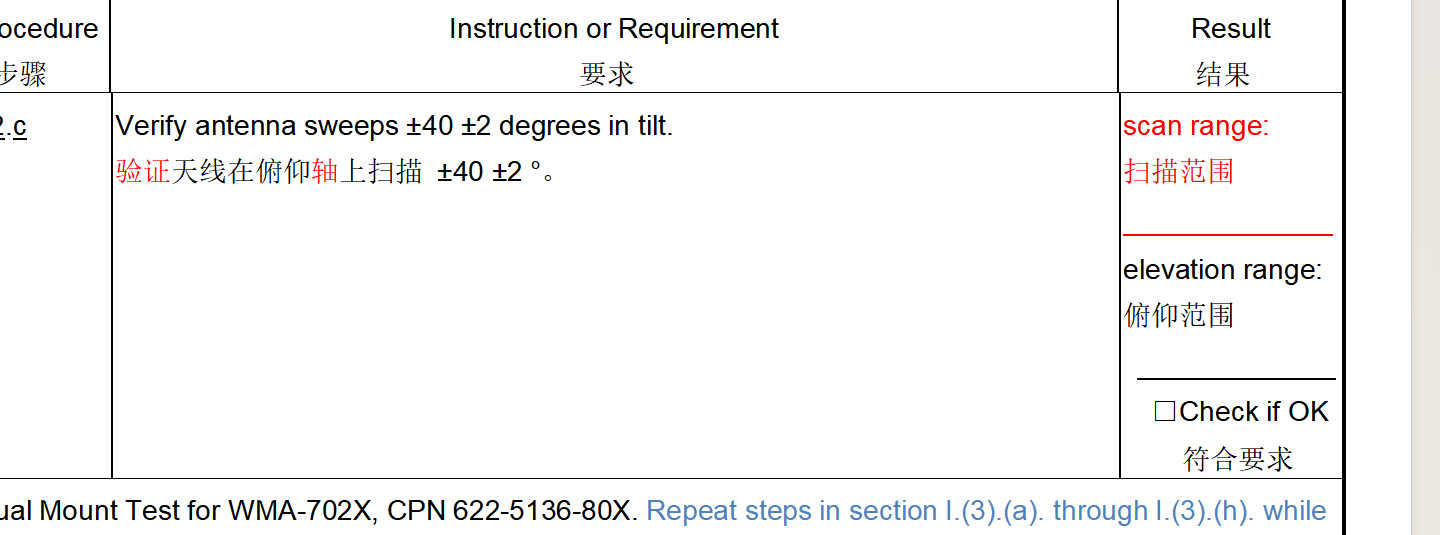 ocedure
步骤
Instruction or Requirement
要求
Result
结果
2.c
Verify antenna sweeps ±40 ±2 degrees in tilt.
验证天线在俯仰轴上扫描 ±40 ±2 °。
scan range:
扫描范围
elevation range:
俯仰范围
□Check if OK
符合要求
ual Mount Test for WMA-702X, CPN 622-5136-80X. Repeat steps in section I.(3).(a). through I.(3).(h). while